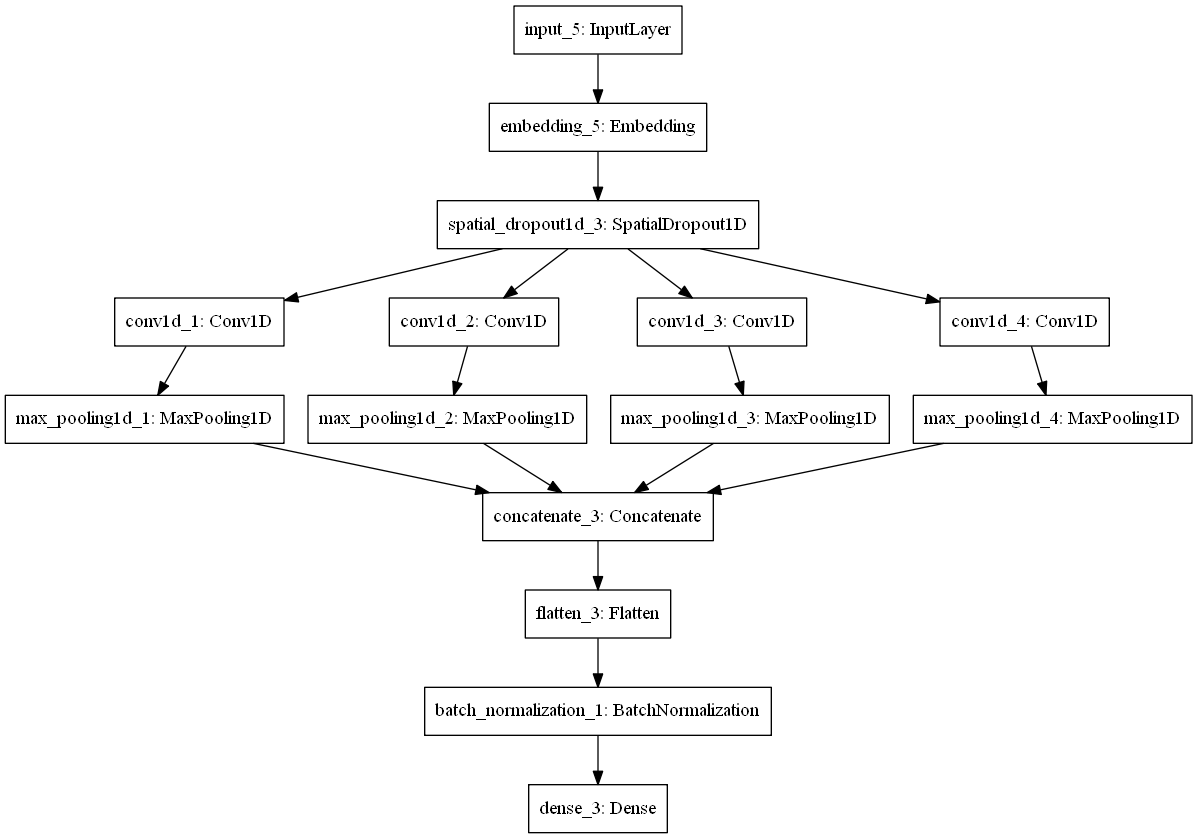 input_5: InputLayer
embedding_5: Embedding
spatial_dropout1d_3: SpatialDropout1D
conv1d_1: Conv1D
conv1d_2: Conv1D
conv1d_3: Conv1D
conv1d_4: Conv1D
max_pooling1d_1: MaxPooling1D
max_pooling1d_2: MaxPooling1D
max_pooling1d_3: MaxPooling1D
max_pooling1d_4: MaxPooling1D
concatenate_3: Concatenate
flatten_3: Flatten
batch_normalization_1: BatchNormalization
dense_3: Dense